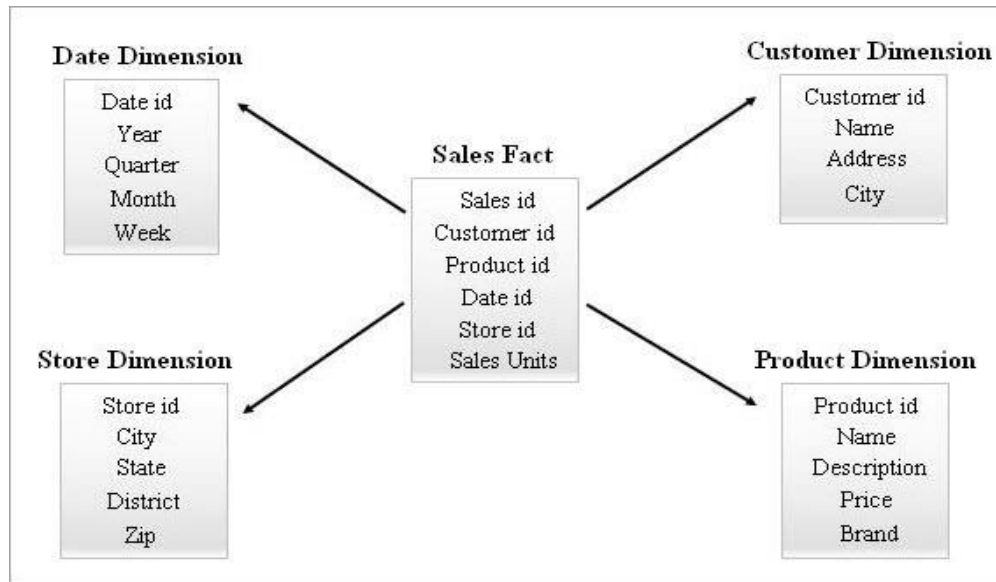 Date Dimension
Date id
Year
Quarter
Month
Week
Customer Dimension
Customer id
Name
Address
City
Sales Fact
Sales id
Customer id
Product id
Date id
Store id
Sales Units
Store Dimension
Store id
City
State
District
Zip
Product Dimension
Product id
Name
Description
Price
Brand